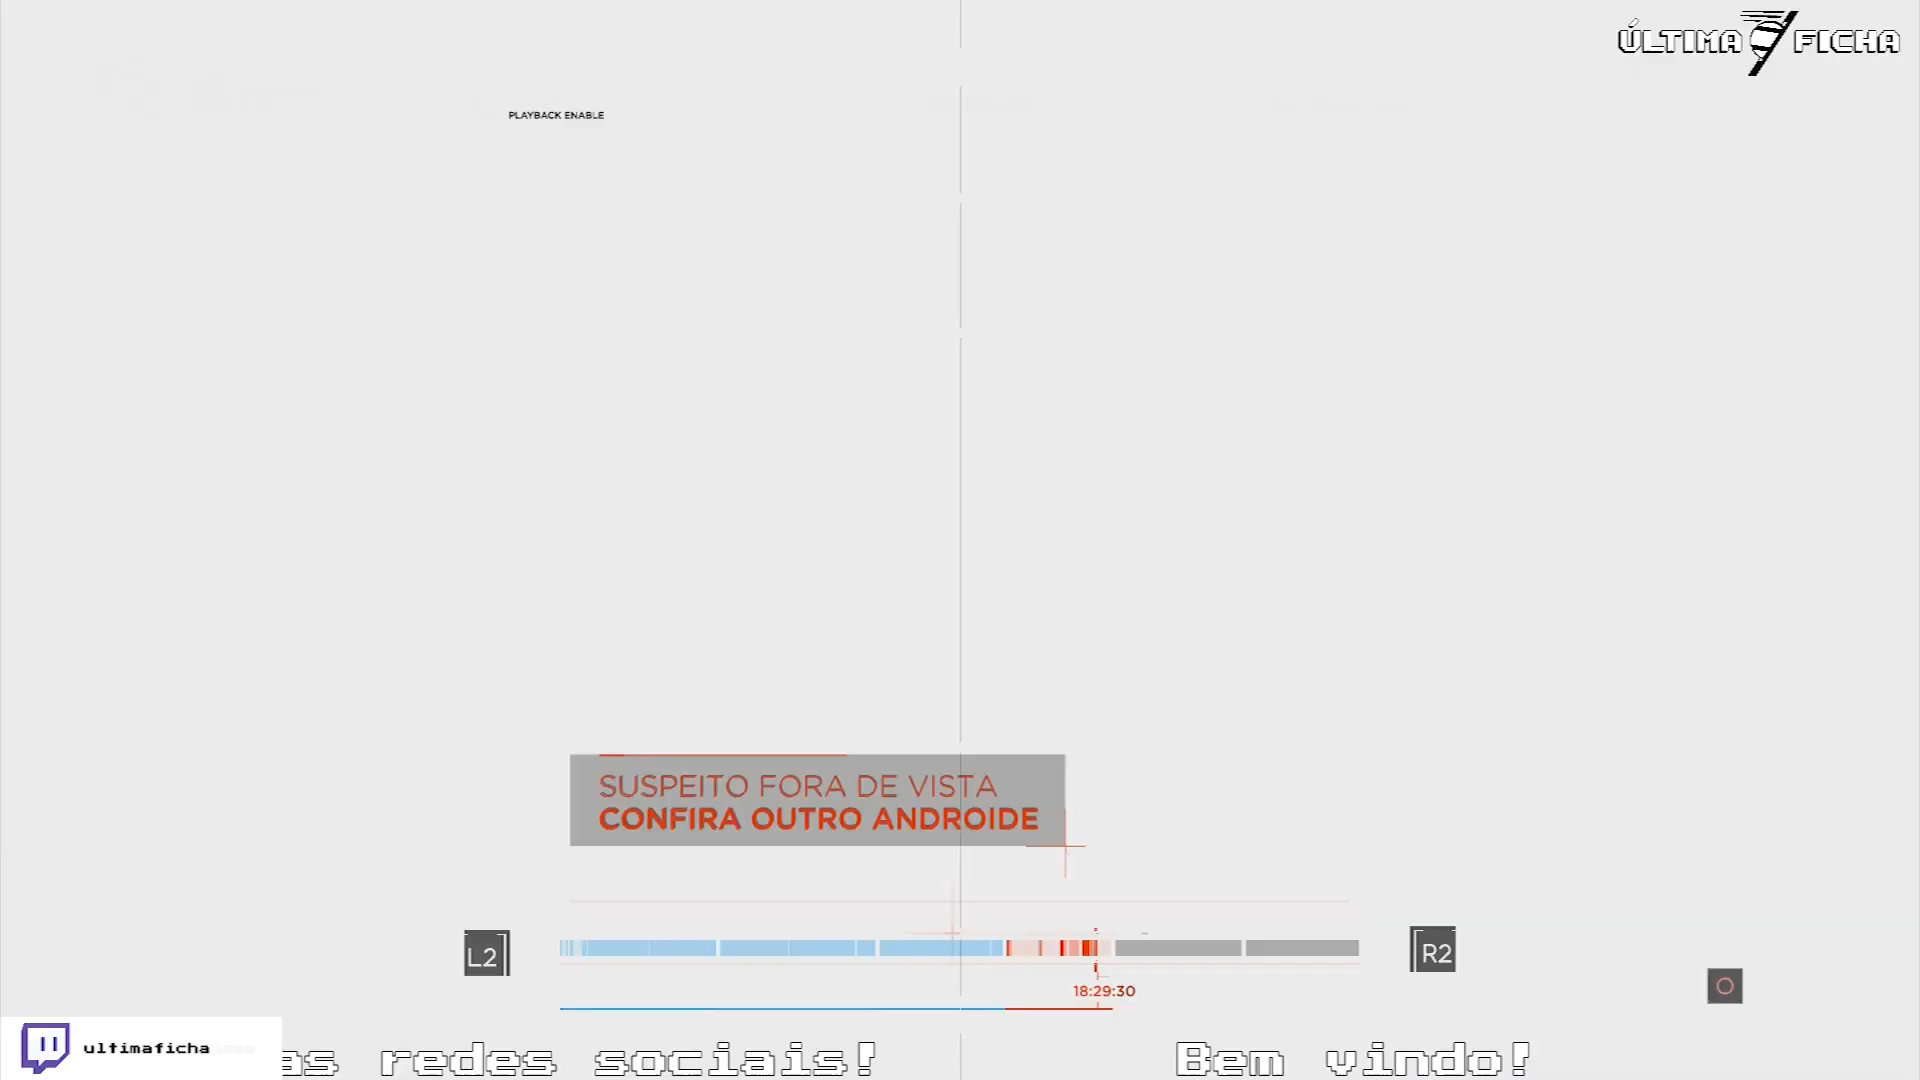 ÚLTIMA FICHA
PLAYBACK ENABLE
SUSPEITO FORA DE VISTA
CONFIRA OUTRO ANDROIDE
L2
R2
18:29:30
ultimaficha
as redes sociais!
Bem vindo!